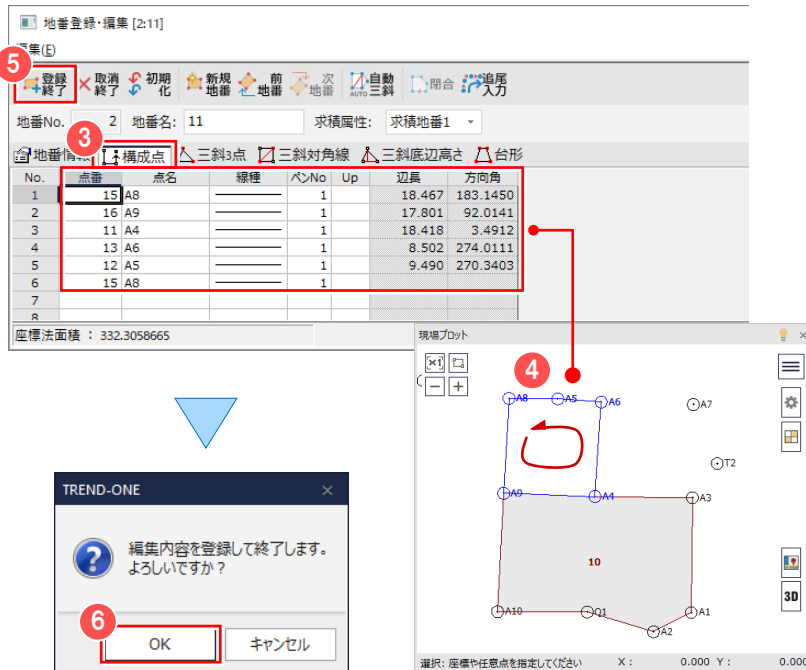 地番登録・編集 [2:11]
編集(E)
5
登録終了 取消終了 初期化 新規地番 前地番 次地番 AUTO 自動三斜 閉合 追尾入力
地番No. 2 地番名: 11 求積属性: 求積地番1
3
地番情報 構成点 三斜3点 三斜対角線 三斜底辺高さ 台形
No. 点番 点名 線種 ペンNo Up 辺長 方向角
1 15 A8 1 18.467 183.1450
2 16 A9 1 17.801 92.0141
3 11 A4 1 18.418 3.4912
4 13 A6 1 8.502 274.0111
5 12 A5 1 9.490 270.3403
6 15 A8 1
7
8
座標法面積 : 332.3058665
現場プロット
×1
4
A8 A5 A6 A7
T2
A9 A4 A3
10
3D
A10 Q1 A1
A2
選択: 座標や任意点を指定してください X : 0.000 Y : 0.000
TREND-ONE
編集内容を登録して終了します。
よろしいですか？
6
OK キャンセル